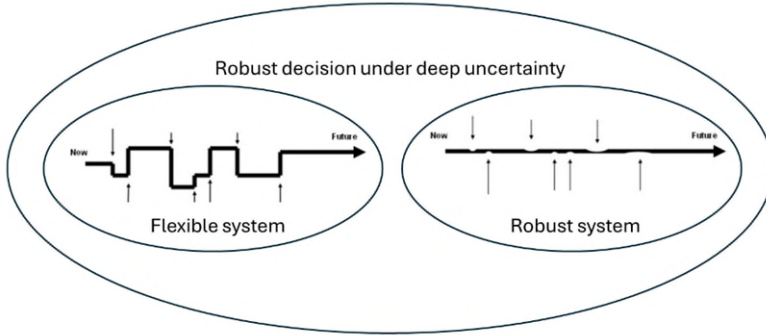 Robust decision under deep uncertainty
Now
Future
Flexible system
Now
Future
Robust system